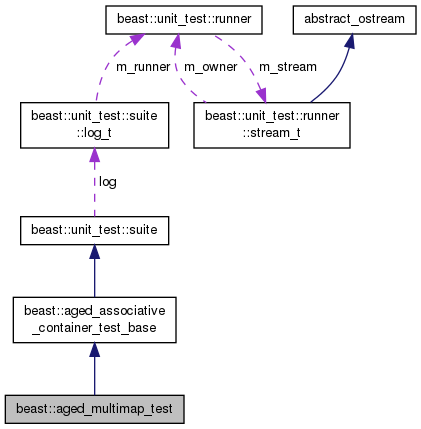 beast::unit_test::runner
abstract_ostream
m_runner
m_owner
m_stream
beast::unit_test::suite
::log_t
beast::unit_test::runner
::stream_t
log
beast::unit_test::suite
beast::aged_associative
_container_test_base
beast::aged_multimap_test